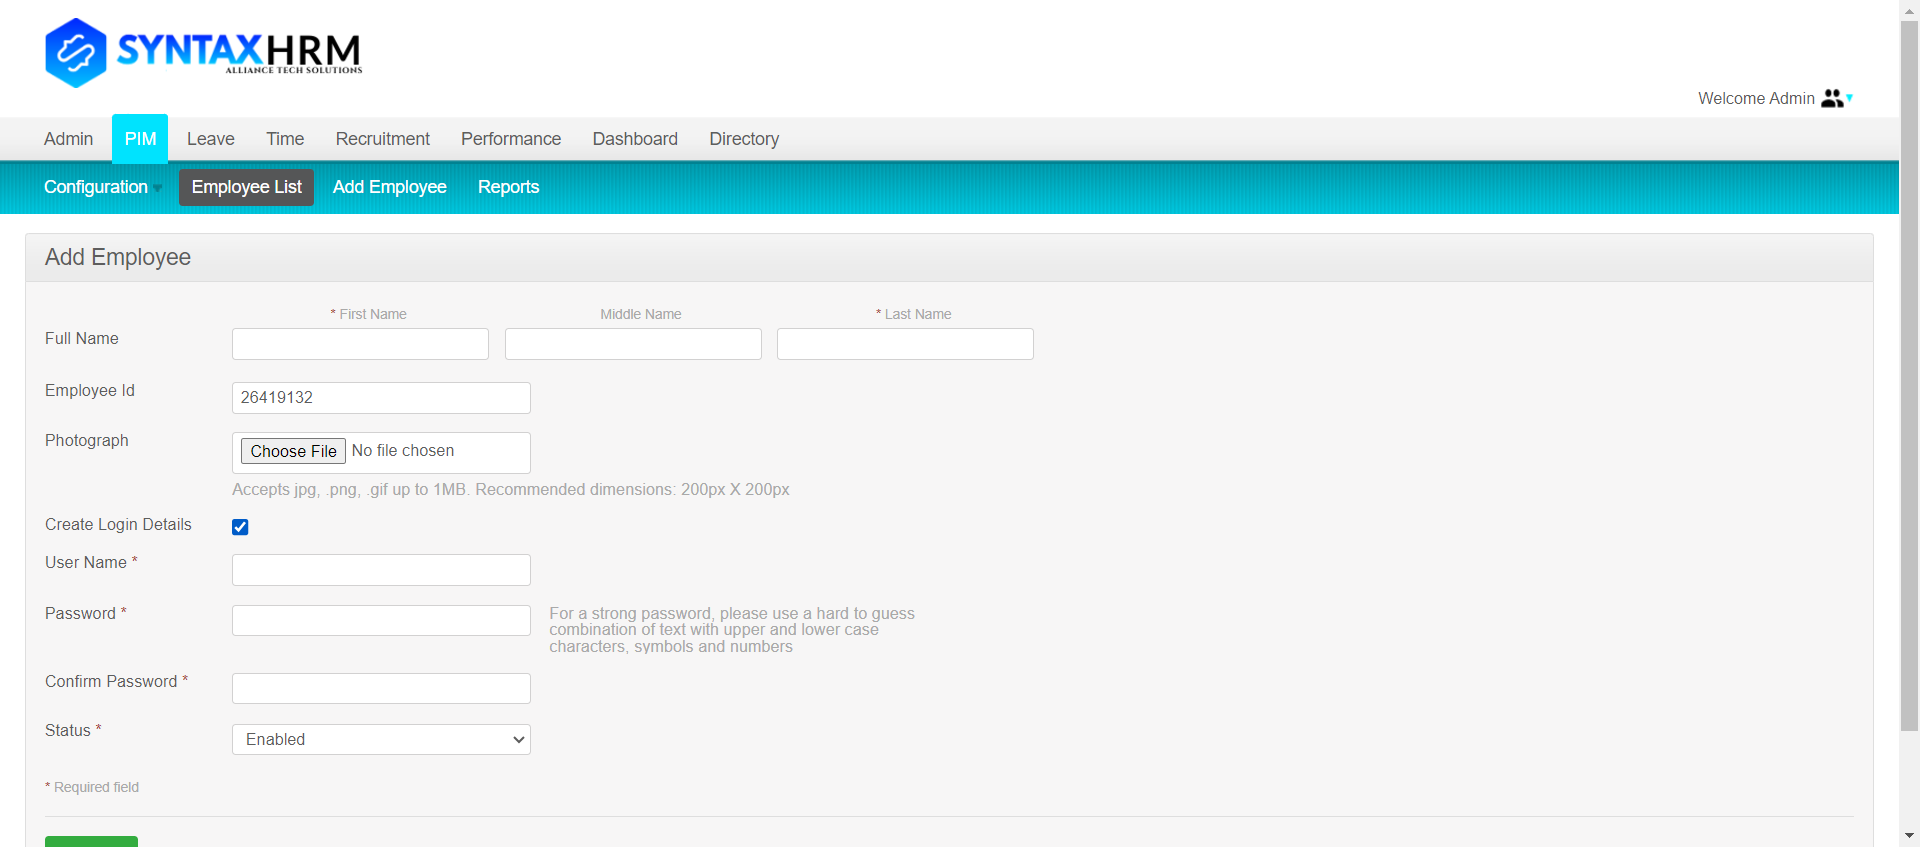 SYNTAXHRM
ALLIANCE TECH SOLUTIONS
Welcome Admin
Admin PIM Leave Time Recruitment Performance Dashboard Directory
Configuration Employee List Add Employee Reports
Add Employee
* First Name Middle Name * Last Name
Full Name
Employee Id 26419132
Photograph Choose File No file chosen
Accepts jpg, .png, .gif up to 1MB. Recommended dimensions: 200px X 200px
Create Login Details
User Name *
Password * For a strong password, please use a hard to guess
combination of text with upper and lower case
characters, symbols and numbers
Confirm Password *
Status * Enabled
* Required field